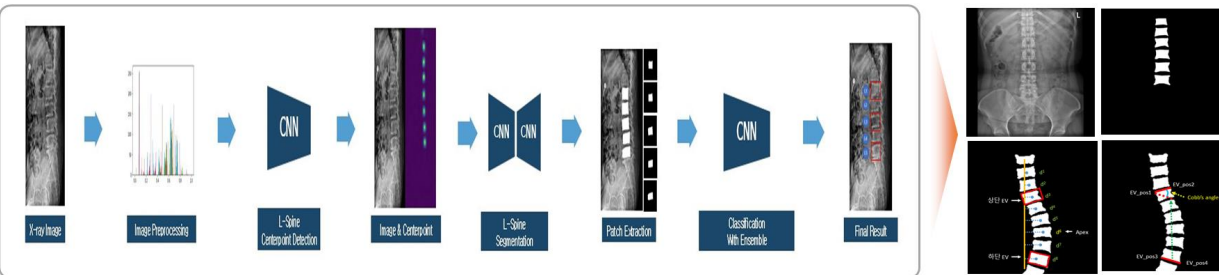 CNN
CNN
CNN
CNN
X-ray Image
Image Preprocessing
L-Spine
Centerpoint Detection
Image & Centerpoint
L-Spine
Segmentation
Patch Extraction
Classification
With Ensemble
Final Result
L
상단 EV
하단 EV
Apex
EV_pos1
EV_pos2
Cobb's angle
EV_pos3
EV_pos4